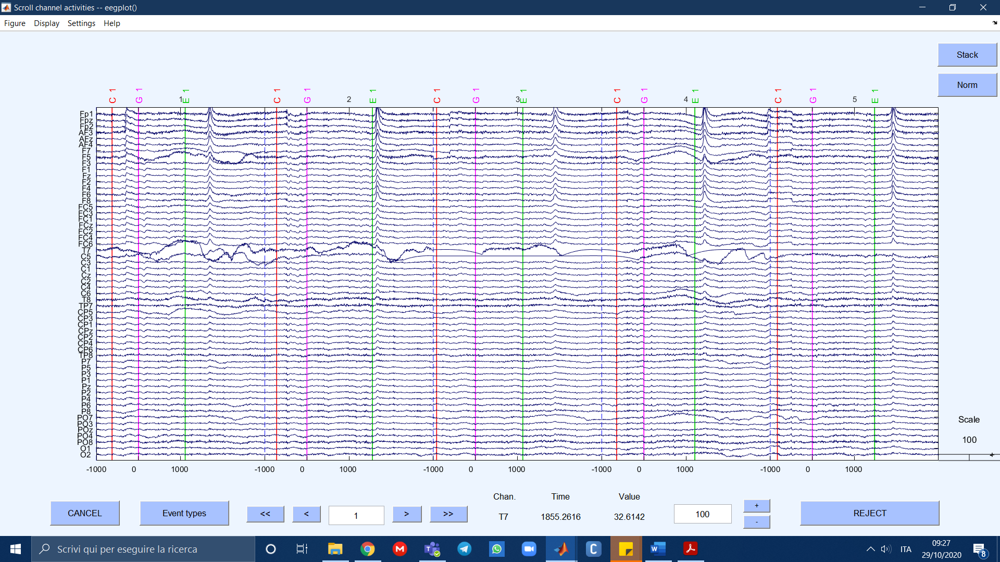 Scroll channel activities -- eegplot()
Figure Display Settings Help
Stack
Norm
C 1 G 1 1 E 1 C 1 G 1 2 E 1 C 1 G 1 3 E 1 C 1 G 1 4 E 1 C 1 G 1 5 E 1
Fp1
Fpz
Fp2
AF3
AFz
AF4
F7
F5
F3
F1
Fz
F2
F4
F6
F8
FC5
FC3
FC1
FCz
FC2
FC4
FC6
T7
C5
C3
C1
Cz
C2
C4
C6
T8
TP7
CP5
CP3
CP1
CPz
CP2
CP4
CP6
TP8
P7
P5
P3
P1
Pz
P2
P4
P6
P8
PO7
PO3
POz
PO4
PO8
O1
O2
Scale
100
+
-1000 0 1000 -1000 0 1000 -1000 0 1000 -1000 0 1000 -1000 0 1000
Chan. Time Value
CANCEL Event types << < 1 > >> T7 1855.2616 32.6142 100 + - REJECT
Scrivi qui per eseguire la ricerca
ITA
09:27
29/10/2020
8